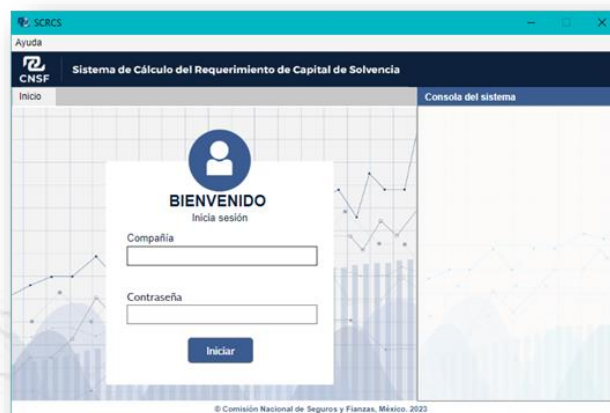 SCRCS
Ayuda
CNSF
Sistema de Cálculo del Requerimiento de Capital de Solvencia
Inicio
Consola del sistema
BIENVENIDO
Inicia sesión
Compañía
Contraseña
Iniciar
© Comisión Nacional de Seguros y Fianzas, México. 2023